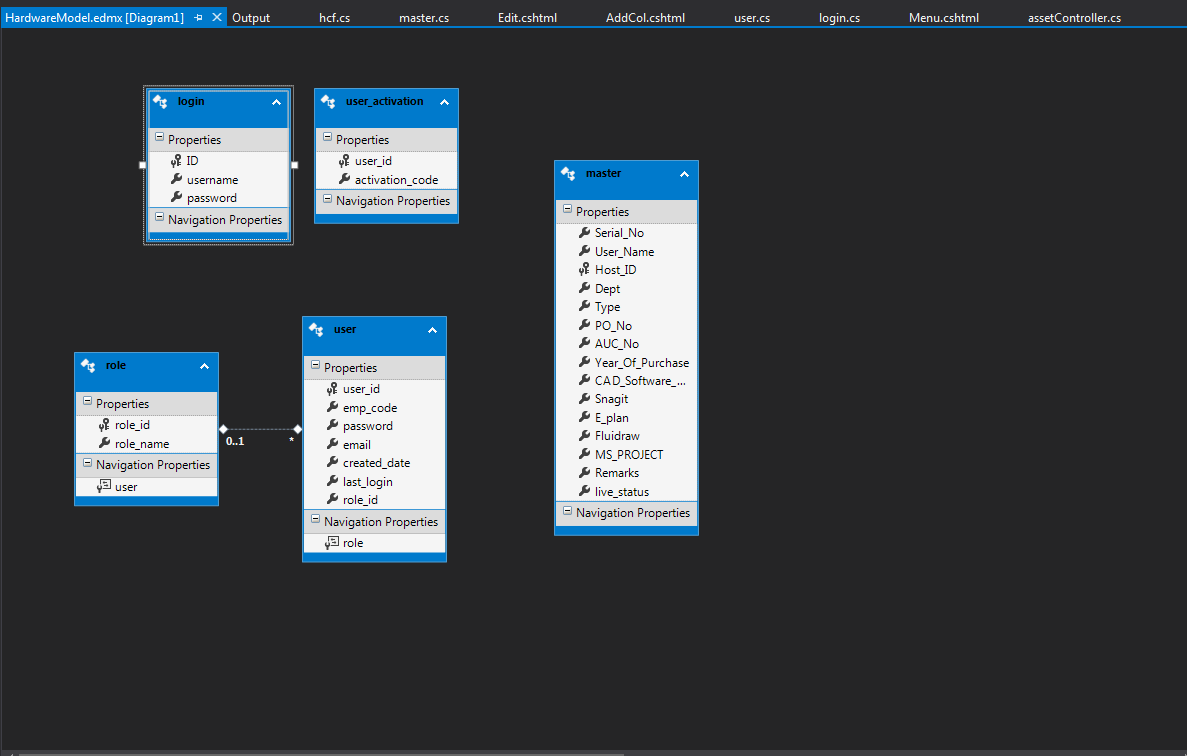 HardwareModel.edmx [Diagram1] Output hcf.cs master.cs Edit.cshtml AddCol.cshtml user.cs login.cs Menu.cshtml assetController.cs
login
Properties
ID
username
password
Navigation Properties
user_activation
Properties
user_id
activation_code
Navigation Properties
master
Properties
Serial_No
User_Name
Host_ID
Dept
Type
PO_No
AUC_No
Year_Of_Purchase
CAD_Software_...
Snagit
E_plan
Fluidraw
MS_PROJECT
Remarks
live_status
Navigation Properties
role
Properties
role_id
role_name
Navigation Properties
user
0..1 *
user
Properties
user_id
emp_code
password
email
created_date
last_login
role_id
Navigation Properties
role